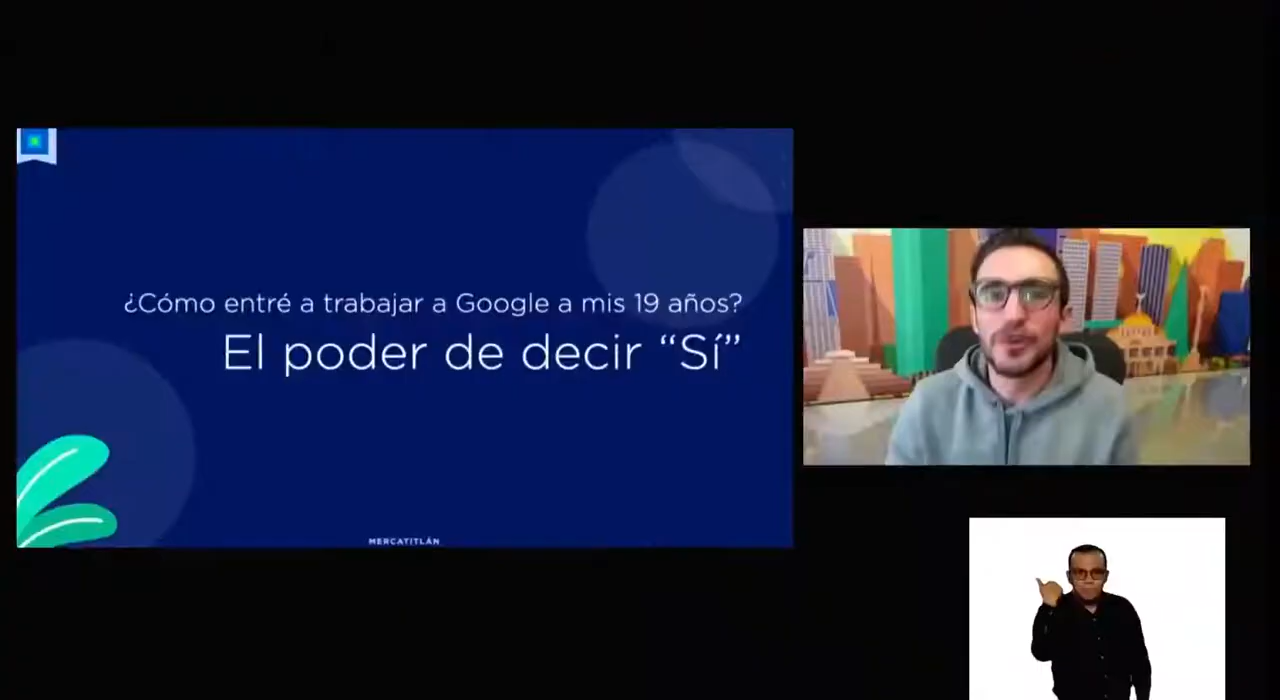 ¿Cómo entré a trabajar a Google a mis 19 años?
El poder de decir “Sí”
MERCATITLÁN